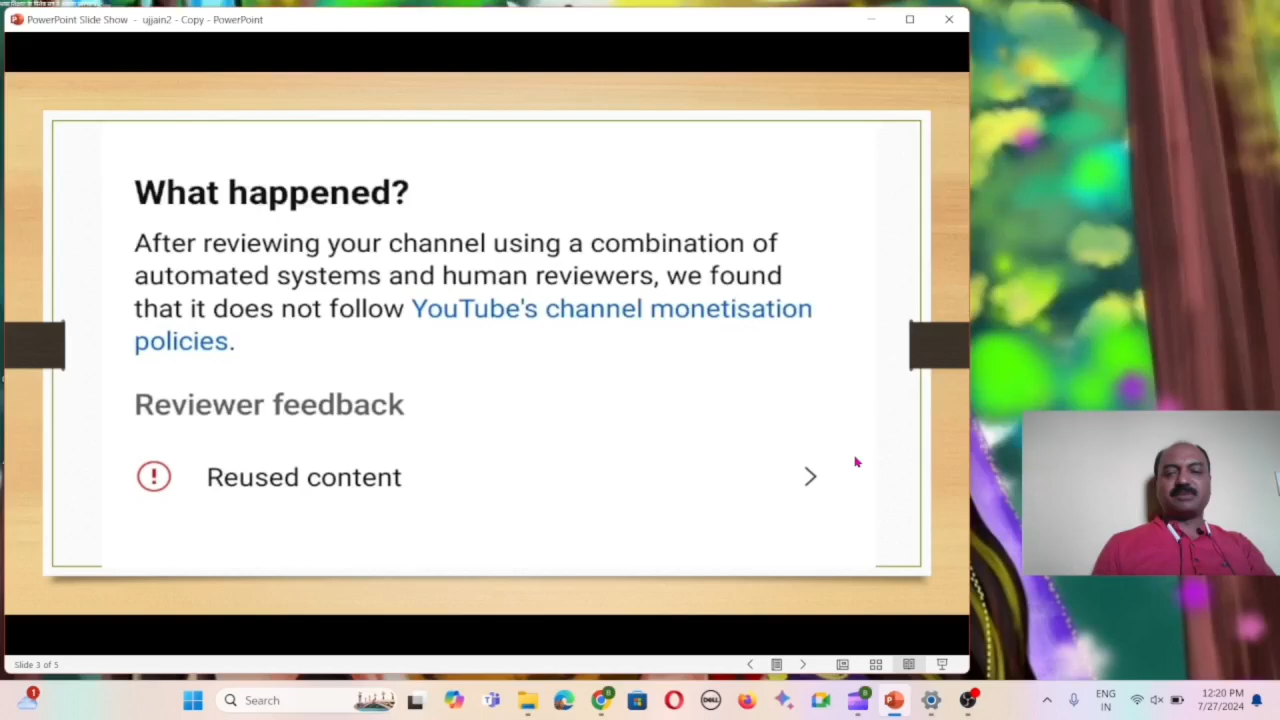 PowerPoint Slide Show - ujjain2 - Copy - PowerPoint
What happened?
After reviewing your channel using a combination of
automated systems and human reviewers, we found
that it does not follow YouTube's channel monetisation
policies.
Reviewer feedback
Reused content
Slide 3 of 5
1
Search
DELL
ENG
IN
12:20 PM
7/27/2024